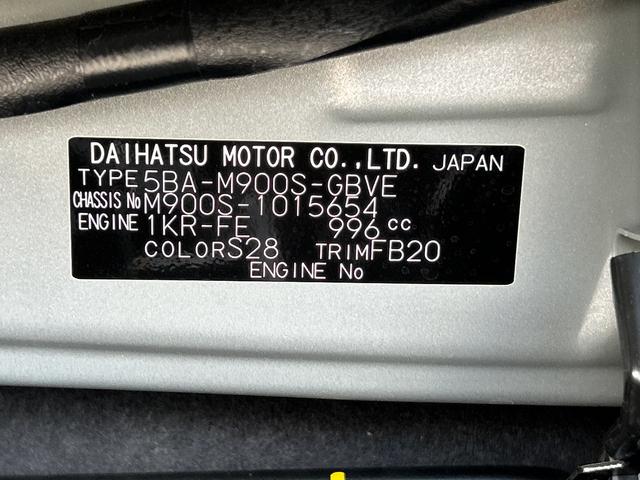 DAIHATSU MOTOR CO.,LTD. JAPAN
TYPE 5BA-M900S-GBVE
CHASSIS No M900S-1015654
ENGINE 1KR-FE 996 cc
COLOR S28 TRIM FB20
ENGINE No